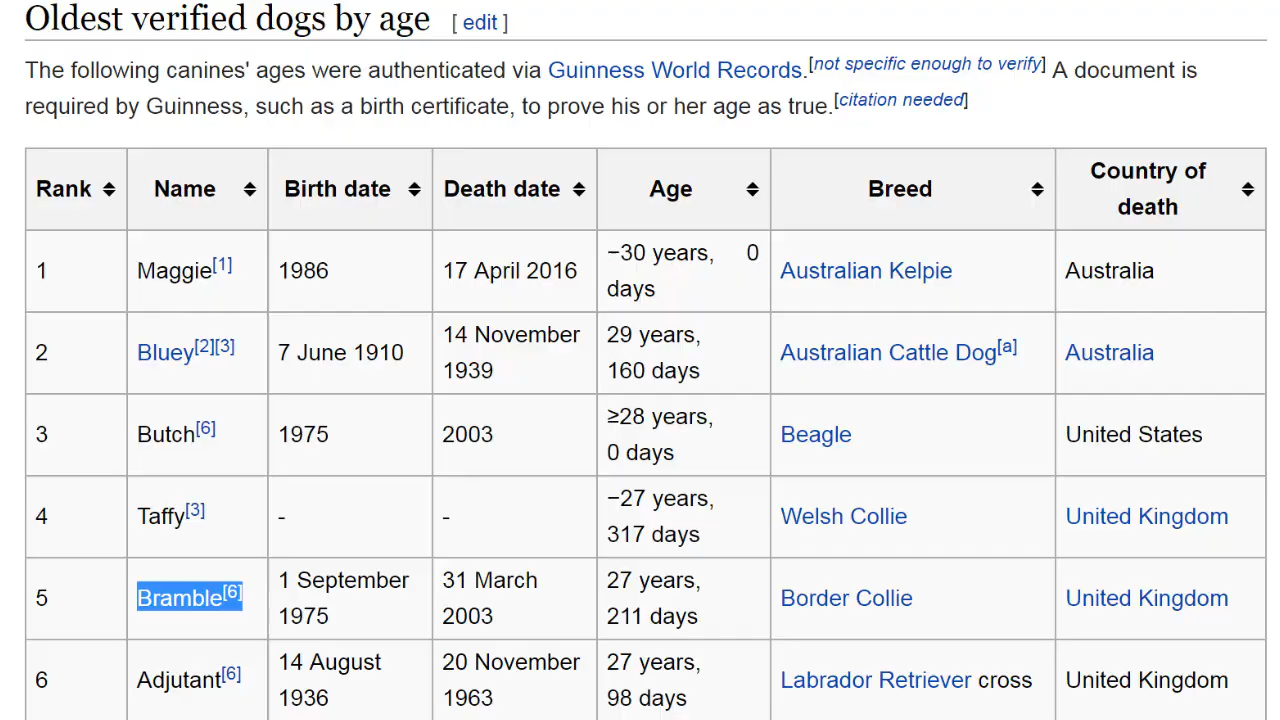 Oldest verified dogs by age [ edit ]
The following canines' ages were authenticated via Guinness World Records.[not specific enough to verify] A document is
required by Guinness, such as a birth certificate, to prove his or her age as true.[citation needed]
Rank Name Birth date Death date Age Breed Country of death
1 Maggie[1] 1986 17 April 2016 −30 years, 0 days Australian Kelpie Australia
2 Bluey[2][3] 7 June 1910 14 November 1939 29 years, 160 days Australian Cattle Dog[a] Australia
3 Butch[6] 1975 2003 ≥28 years, 0 days Beagle United States
4 Taffy[3] - - −27 years, 317 days Welsh Collie United Kingdom
5 Bramble[6] 1 September 1975 31 March 2003 27 years, 211 days Border Collie United Kingdom
6 Adjutant[6] 14 August 1936 20 November 1963 27 years, 98 days Labrador Retriever cross United Kingdom